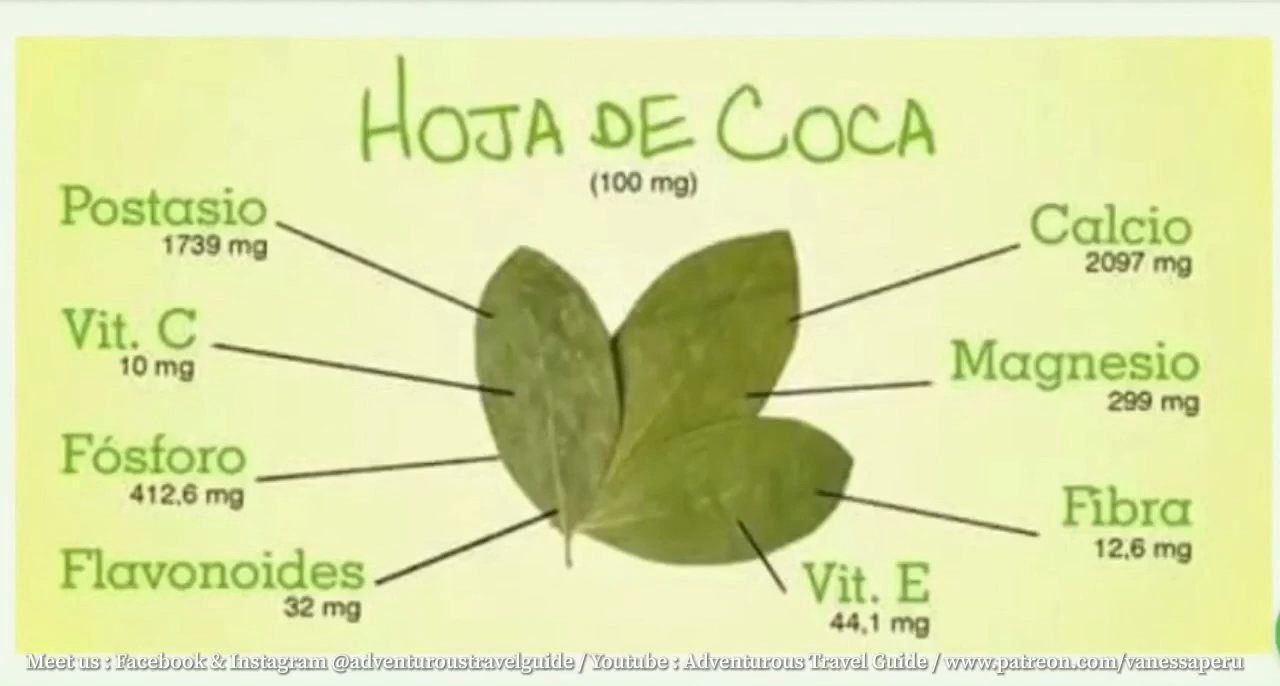 HOJA DE COCA
(100 mg)
Postasio
1739 mg
Vit. C
10 mg
Fósforo
412,6 mg
Flavonoides
32 mg
Calcio
2097 mg
Magnesio
299 mg
Fibra
12,6 mg
Vit. E
44,1 mg
Meet us : Facebook & Instagram @adventuroustravelguide / Youtube : Adventurous Travel Guide / www.patreon.com/vanessaperu